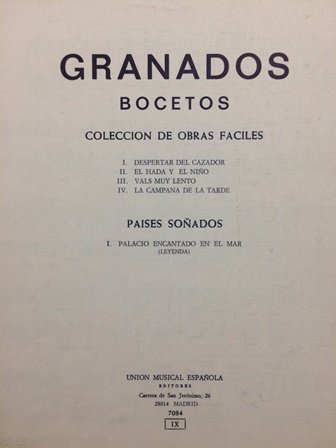 GRANADOS
BOCETOS
COLECCION DE OBRAS FACILES
I. DESPERTAR DEL CAZADOR
II. EL HADA Y EL NIÑO
III. VALS MUY LENTO
IV. LA CAMPANA DE LA TARDE
PAISES SOÑADOS
I. PALACIO ENCANTADO EN EL MAR
(LEYENDA)
UNION MUSICAL ESPAÑOLA
EDITORES
Carrera de San Jerónimo, 26
28014 MADRID
7084
IX